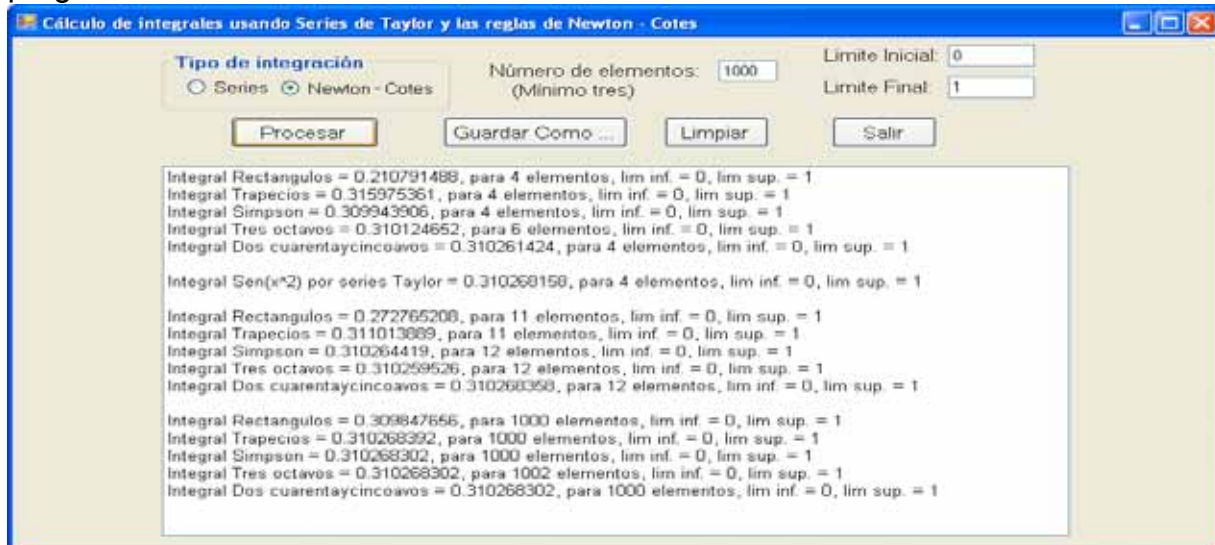 Cálculo de integrales usando Series de Taylor y las reglas de Newton - Cotes
Tipo de integración
Series Newton - Cotes
Número de elementos: 1000
(Mínimo tres)
Limite Inicial: 0
Limite Final: 1
Procesar Guardar Como ... Limpiar Salir
Integral Rectangulos = 0.210791488, para 4 elementos, lim inf. = 0, lim sup. = 1
Integral Trapecios = 0.315975361, para 4 elementos, lim inf. = 0, lim sup. = 1
Integral Simpson = 0.309943906, para 4 elementos, lim inf. = 0, lim sup. = 1
Integral Tres octavos = 0.310124652, para 6 elementos, lim inf. = 0, lim sup. = 1
Integral Dos cuarentaycincoavos = 0.310261424, para 4 elementos, lim inf. = 0, lim sup. = 1
Integral Sen(x^2) por series Taylor = 0.310268158, para 4 elementos, lim inf. = 0, lim sup. = 1
Integral Rectangulos = 0.272765208, para 11 elementos, lim inf. = 0, lim sup. = 1
Integral Trapecios = 0.311013889, para 11 elementos, lim inf. = 0, lim sup. = 1
Integral Simpson = 0.310264419, para 12 elementos, lim inf. = 0, lim sup. = 1
Integral Tres octavos = 0.310259526, para 12 elementos, lim inf. = 0, lim sup. = 1
Integral Dos cuarentaycincoavos = 0.310268358, para 12 elementos, lim inf. = 0, lim sup. = 1
Integral Rectangulos = 0.309847656, para 1000 elementos, lim inf. = 0, lim sup. = 1
Integral Trapecios = 0.310268392, para 1000 elementos, lim inf. = 0, lim sup. = 1
Integral Simpson = 0.310268302, para 1000 elementos, lim inf. = 0, lim sup. = 1
Integral Tres octavos = 0.310268302, para 1002 elementos, lim inf. = 0, lim sup. = 1
Integral Dos cuarentaycincoavos = 0.310268302, para 1000 elementos, lim inf. = 0, lim sup. = 1